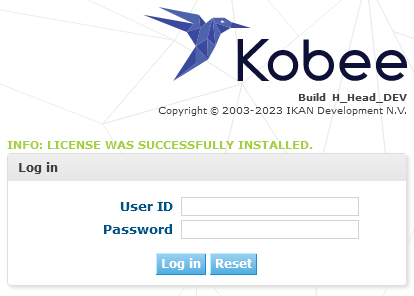 Kobee
Build H_Head_DEV
Copyright © 2003-2023 IKAN Development N.V.
INFO: LICENSE WAS SUCCESSFULLY INSTALLED.
Log in
User ID
Password
Log in Reset